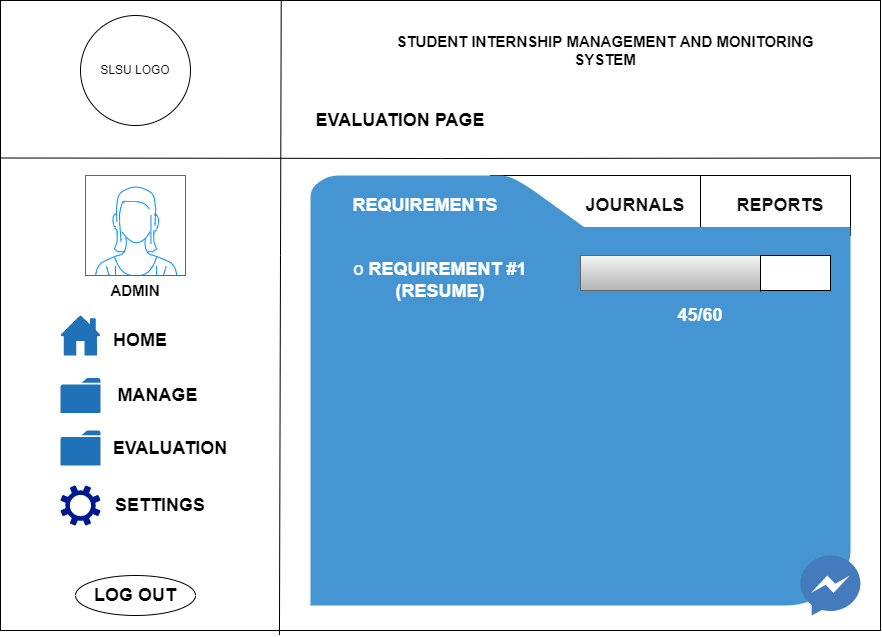 SLSU LOGO
STUDENT INTERNSHIP MANAGEMENT AND MONITORING
SYSTEM
EVALUATION PAGE
ADMIN
HOME
MANAGE
EVALUATION
SETTINGS
LOG OUT
REQUIREMENTS
JOURNALS
REPORTS
o REQUIREMENT #1
(RESUME)
45/60